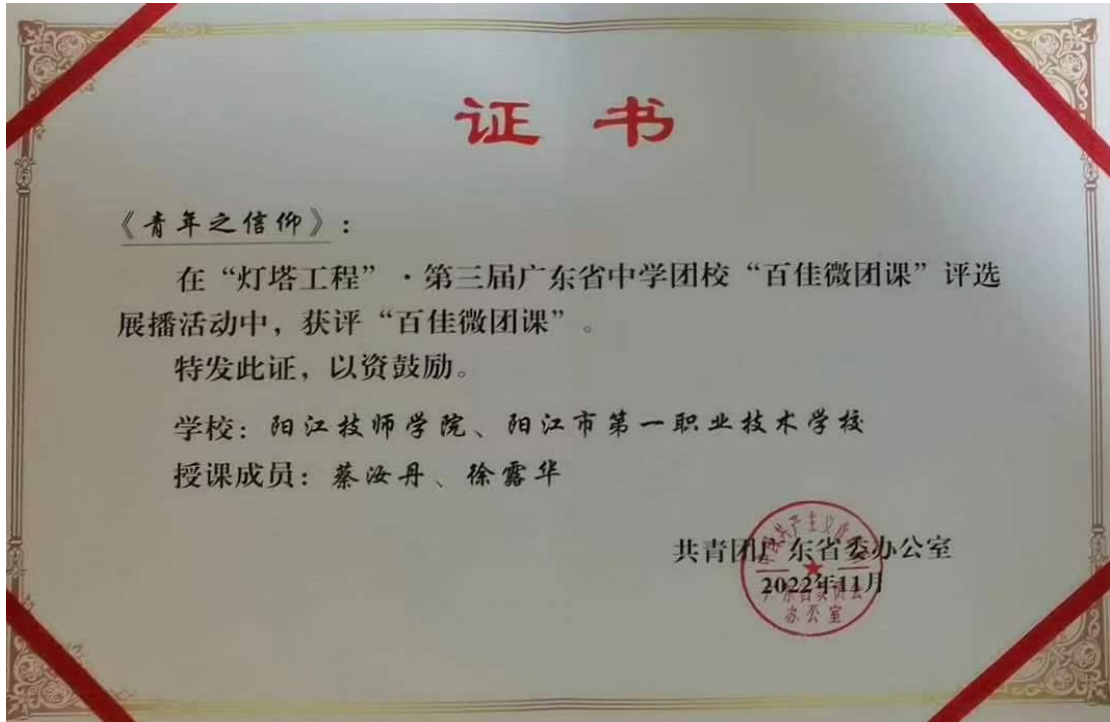 证书
《青年之信仰》:
在“灯塔工程”·第三届广东省中学团校“百佳微团课”评选
展播活动中,获评“百佳微团课”。
特发此证,以资鼓励。
学校:阳江技师学院、阳江市第一职业技术学校
授课成员:蔡汝丹、徐露华
共青团广东省委办公室
2022年11月
办公室